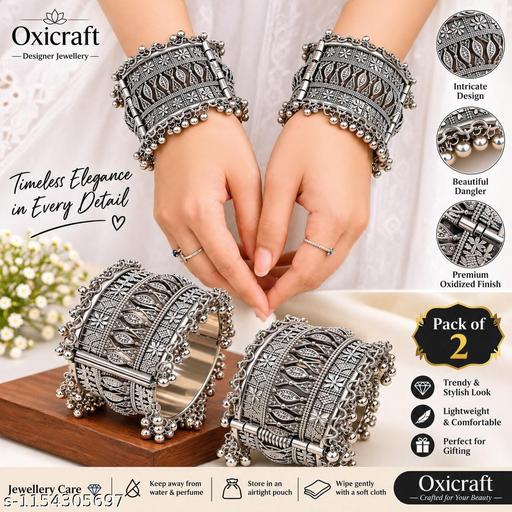 Oxicraft
Designer Jewellery
Timeless Elegance
in Every Detail
Intricate
Design
Beautiful
Dangler
Premium
Oxidized Finish
Pack of
2
Trendy &
Stylish Look
Lightweight
& Comfortable
Perfect for
Gifting
Jewellery Care
Keep away from
water & perfume
Store in an
airtight pouch
Wipe gently
with a soft cloth
Oxicraft
Crafted for Your Beauty
s-1154305697